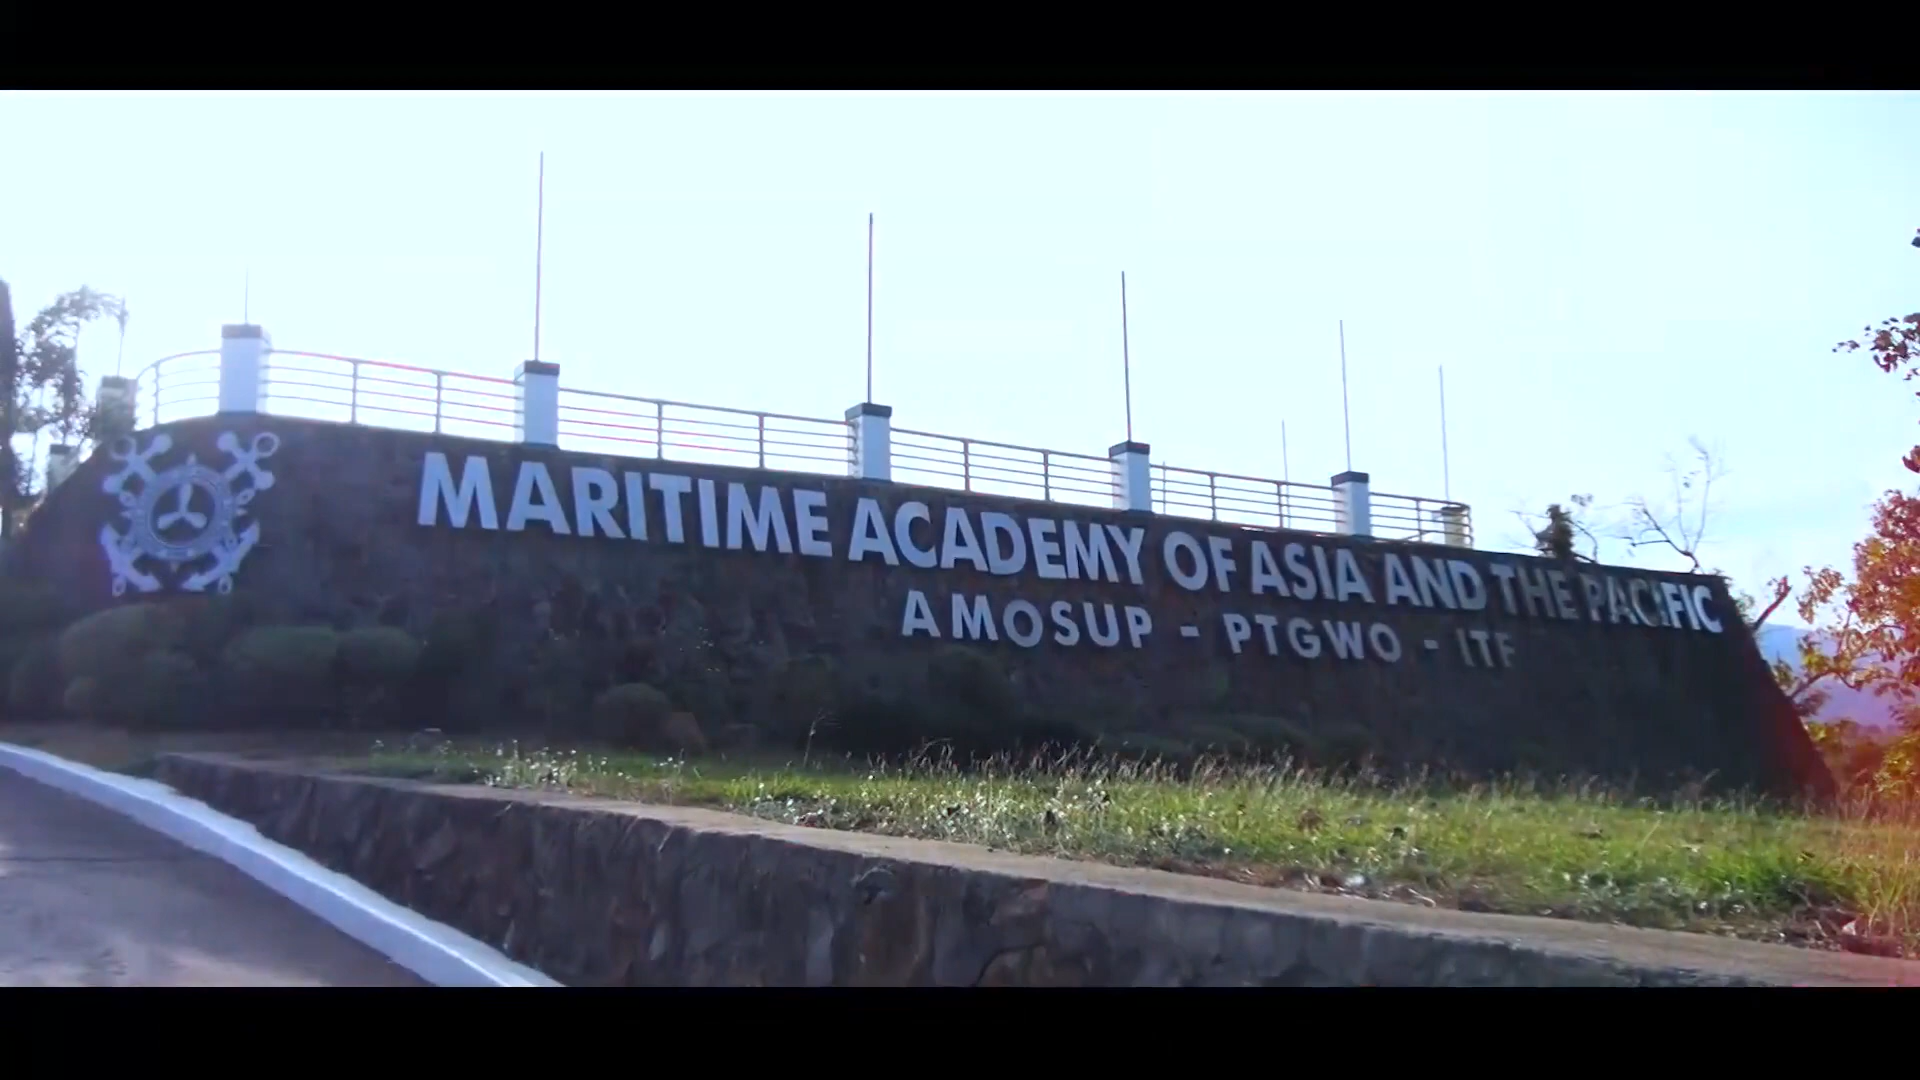 MARITIME ACADEMY OF ASIA AND THE PACIFIC
AMOSUP - PTGWO - ITF